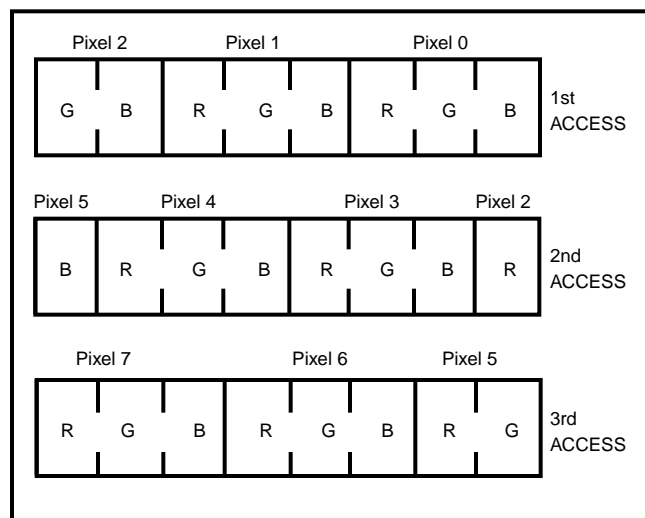 Pixel 2 Pixel 1 Pixel 0
G B R G B R G B
1st
ACCESS
Pixel 5 Pixel 4 Pixel 3 Pixel 2
B R G B R G B R
2nd
ACCESS
Pixel 7 Pixel 6 Pixel 5
R G B R G B R G
3rd
ACCESS